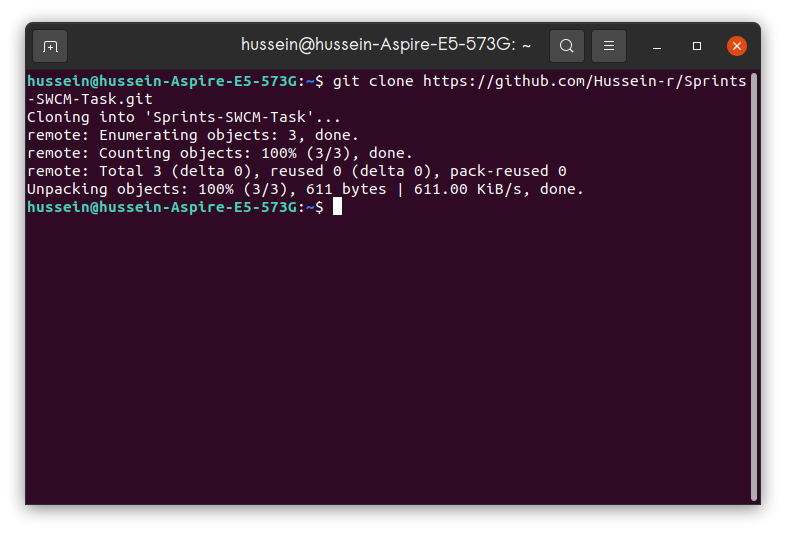 hussein@hussein-Aspire-E5-573G: ~
hussein@hussein-Aspire-E5-573G:~$ git clone https://github.com/Hussein-r/Sprints
-SWCM-Task.git
Cloning into 'Sprints-SWCM-Task'...
remote: Enumerating objects: 3, done.
remote: Counting objects: 100% (3/3), done.
remote: Total 3 (delta 0), reused 0 (delta 0), pack-reused 0
Unpacking objects: 100% (3/3), 611 bytes | 611.00 KiB/s, done.
hussein@hussein-Aspire-E5-573G:~$